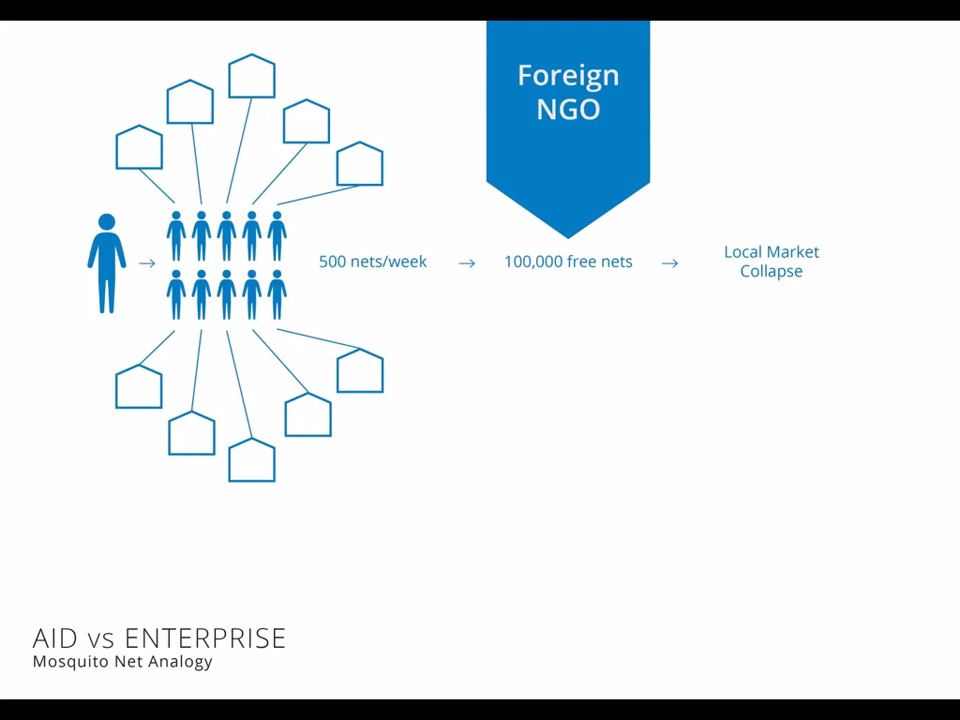 Foreign
NGO
500 nets/week → 100,000 free nets → Local Market
Collapse
AID vs ENTERPRISE
Mosquito Net Analogy